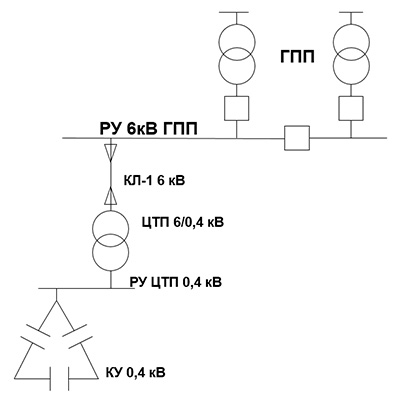 ГПП
РУ 6кВ ГПП
КЛ-1 6 кВ
ЦТП 6/0,4 кВ
РУ ЦТП 0,4 кВ
КУ 0,4 кВ